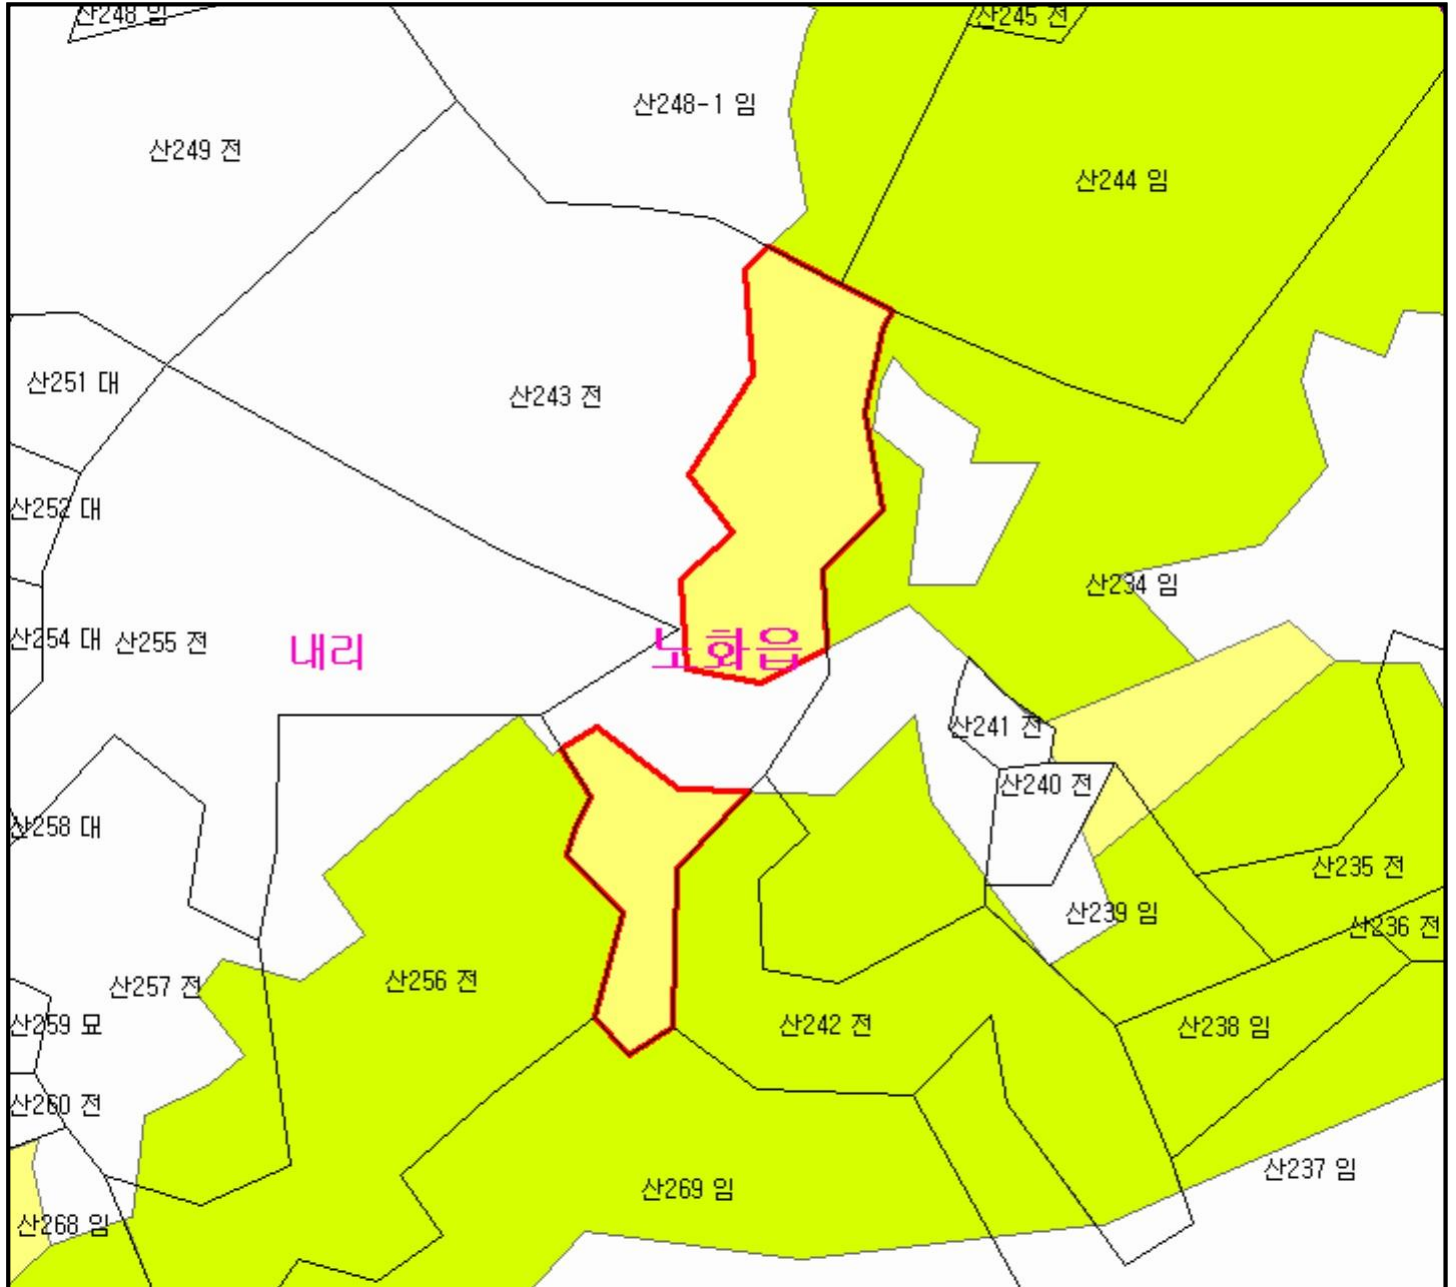 산248 임
산245 전
산248-1 임
산249 전
산244 임
산251 대
산243 전
산252 대
산234 임
산254 대
산255 전
내리
노화읍
산241 전
산240 전
산258 대
산235 전
산239 임
산236 전
산256 전
산257 전
산259 묘
산242 전
산238 임
산260 전
산237 임
산269 임
산268 임